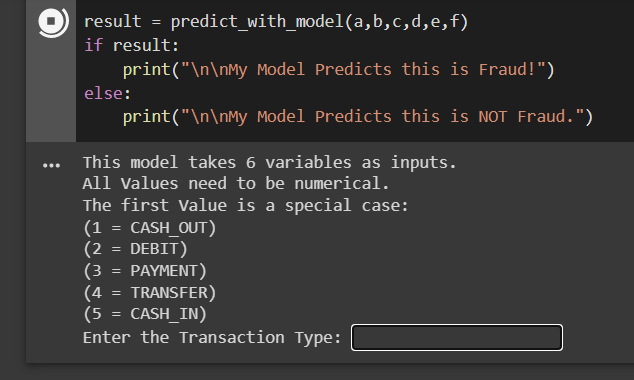 result = predict_with_model(a,b,c,d,e,f)
if result:
    print("\n\nMy Model Predicts this is Fraud!")
else:
    print("\n\nMy Model Predicts this is NOT Fraud.")
This model takes 6 variables as inputs.
All Values need to be numerical.
The first Value is a special case:
(1 = CASH_OUT)
(2 = DEBIT)
(3 = PAYMENT)
(4 = TRANSFER)
(5 = CASH_IN)
Enter the Transaction Type: